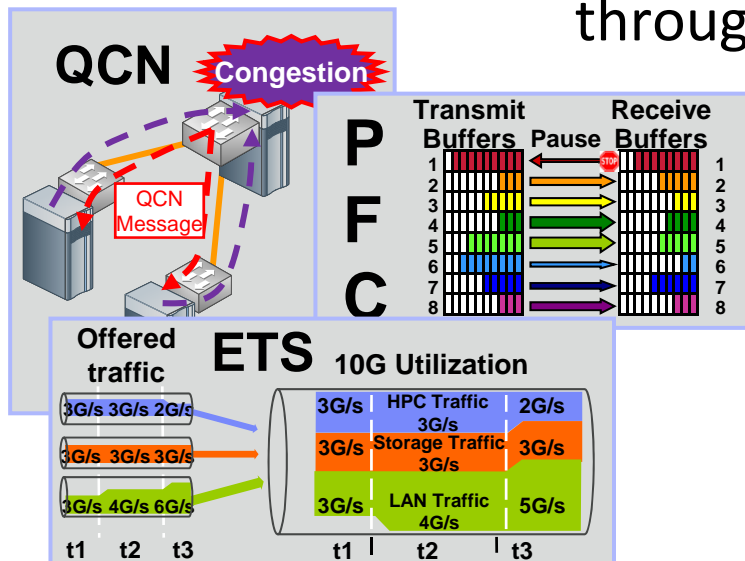 throug
QCN
Congestion
QCN
Message
PFC
Transmit
Buffers
Pause
Receive
Buffers
STOP
1 1
2 2
3 3
4 4
5 5
6 6
7 7
8 8
ETS
Offered
traffic
10G Utilization
3G/s 3G/s 2G/s
3G/s 3G/s 3G/s
3G/s 4G/s 6G/s
t1 t2 t3
3G/s HPC Traffic 2G/s
3G/s
3G/s Storage Traffic 3G/s
3G/s
3G/s LAN Traffic 5G/s
4G/s
t1 t2 t3